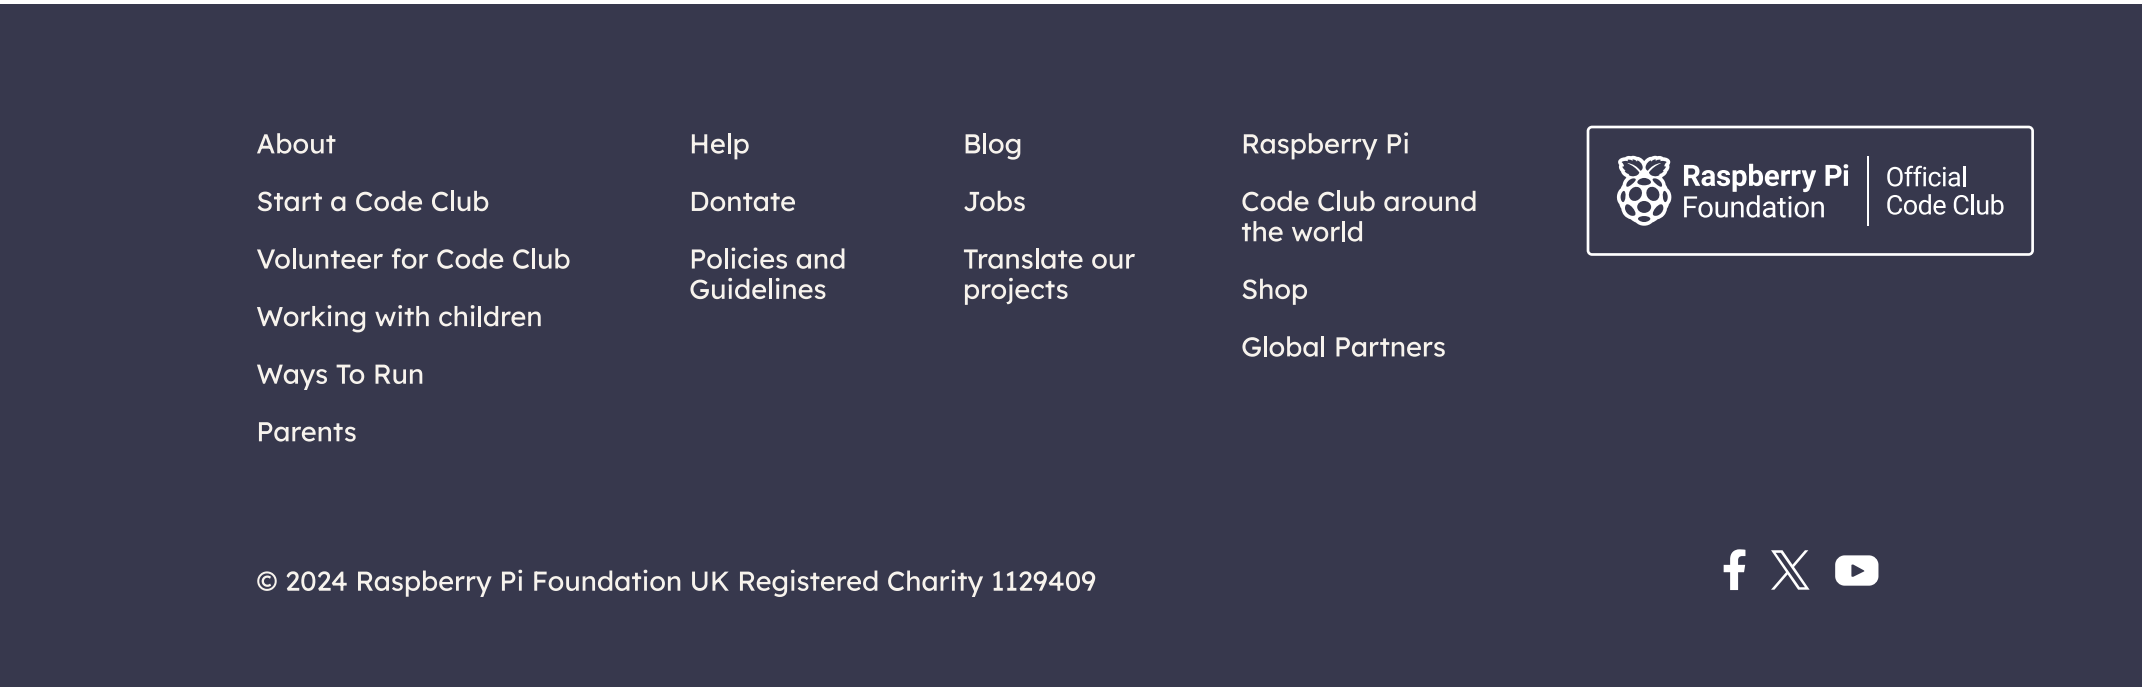 About
Start a Code Club
Volunteer for Code Club
Working with children
Ways To Run
Parents
Help
Dontate
Policies and
Guidelines
Blog
Jobs
Translate our
projects
Raspberry Pi
Code Club around
the world
Shop
Global Partners
Raspberry Pi
Foundation
Official
Code Club
© 2024 Raspberry Pi Foundation UK Registered Charity 1129409